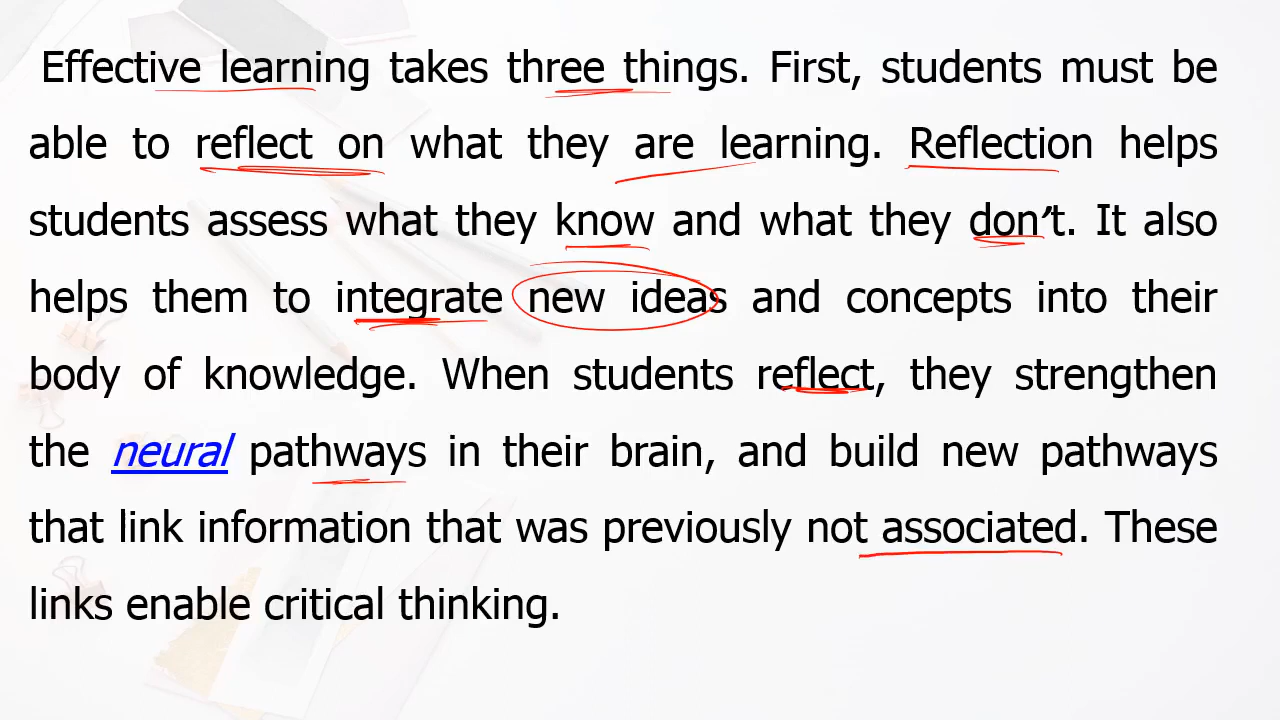 Effective learning takes three things. First, students must be
able to reflect on what they are learning. Reflection helps
students assess what they know and what they don’t. It also
helps them to integrate new ideas and concepts into their
body of knowledge. When students reflect, they strengthen
the neural pathways in their brain, and build new pathways
that link information that was previously not associated. These
links enable critical thinking.